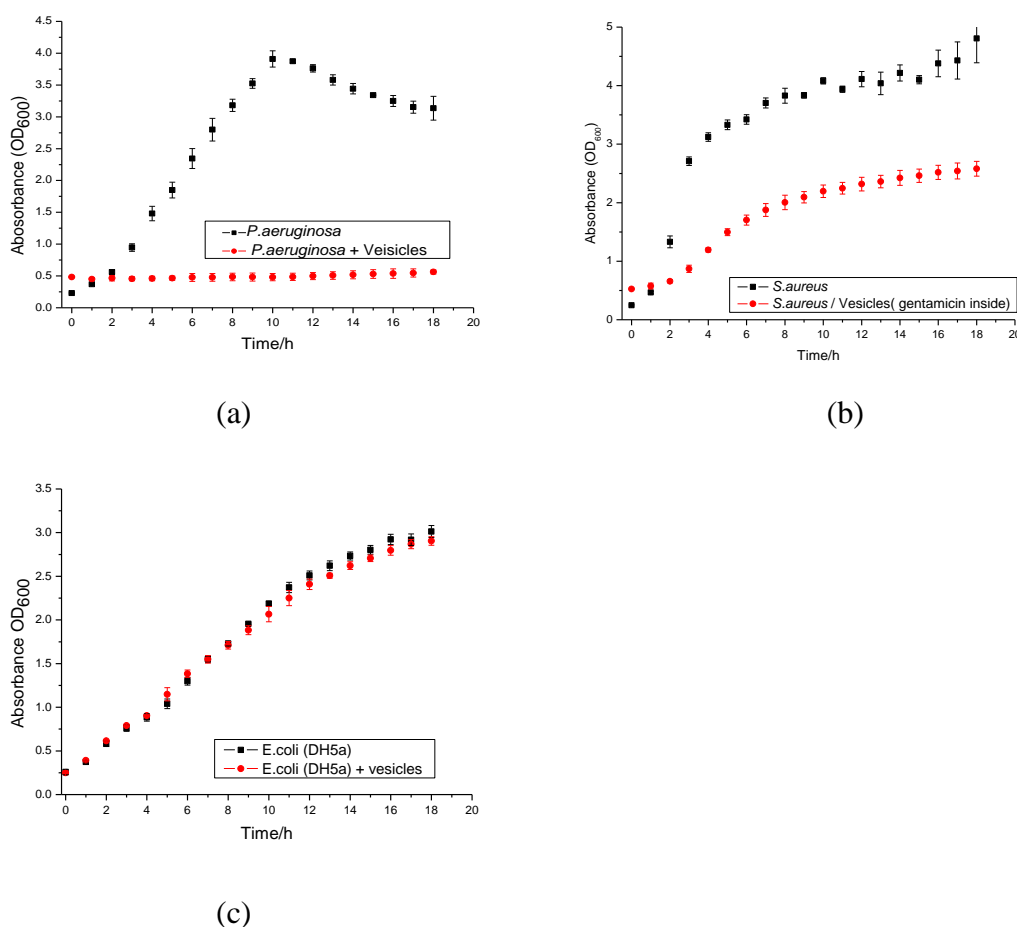 4.5
4.0
3.5
3.0
2.5
2.0
1.5
1.0
0.5
0.0
Abosorbance (OD600)
P.aeruginosa
P.aeruginosa + Veisicles
0 2 4 6 8 10 12 14 16 18 20
Time/h
(a)
5
4
3
2
1
0
Absorbance (OD600)
S.aureus
S.aureus / Vesicles( gentamicin inside)
0 2 4 6 8 10 12 14 16 18 20
Time/h
(b)
3.5
3.0
2.5
2.0
1.5
1.0
0.5
0.0
Absorbance OD600
E.coli (DH5a)
E.coli (DH5a) + vesicles
0 2 4 6 8 10 12 14 16 18 20
Time/h
(c)